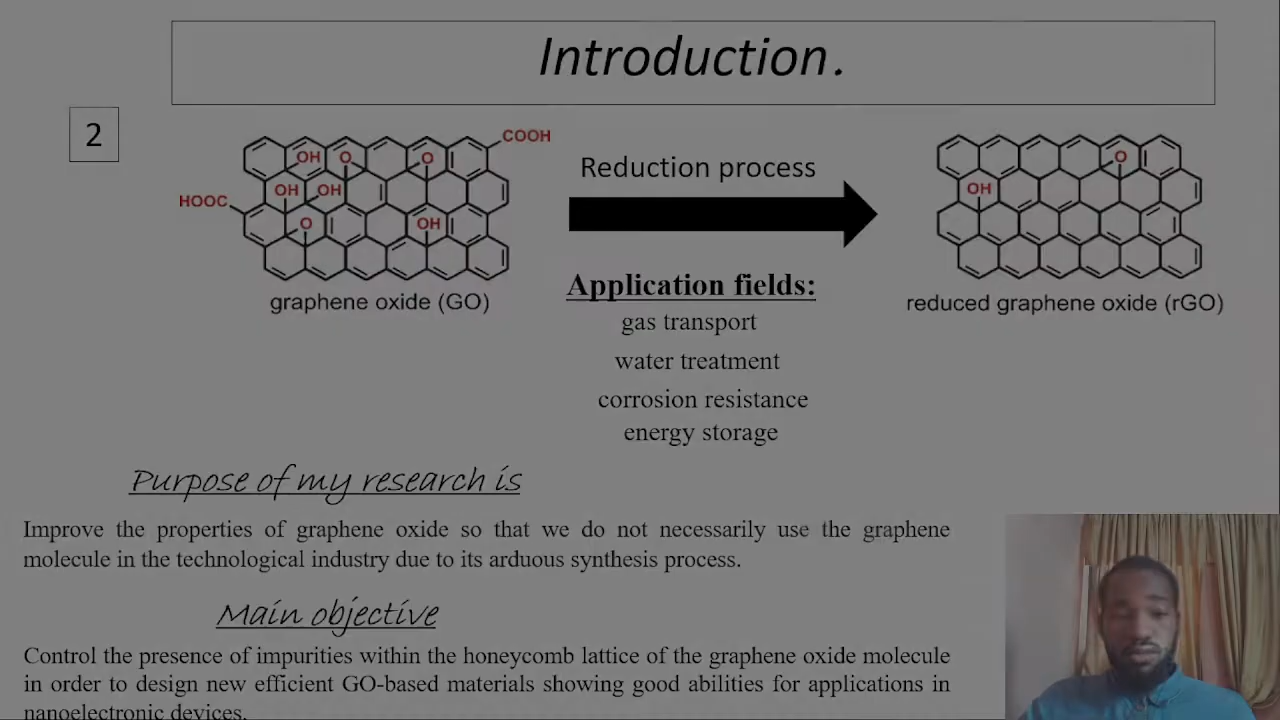 Introduction.
2
COOH
OH
O
O
OH
OH
HOOC
O
OH
graphene oxide (GO)
Reduction process
O
OH
reduced graphene oxide (rGO)
Application fields:
gas transport
water treatment
corrosion resistance
energy storage
Purpose of my research is
Improve the properties of graphene oxide so that we do not necessarily use the graphene
molecule in the technological industry due to its arduous synthesis process.
Main objective
Control the presence of impurities within the honeycomb lattice of the graphene oxide molecule
in order to design new efficient GO-based materials showing good abilities for applications in
nanoelectronic devices.